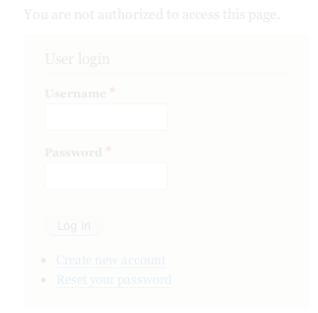 You are not authorized to access this page.
User login
Username *
Password *
Log in
Create new account
Reset your password